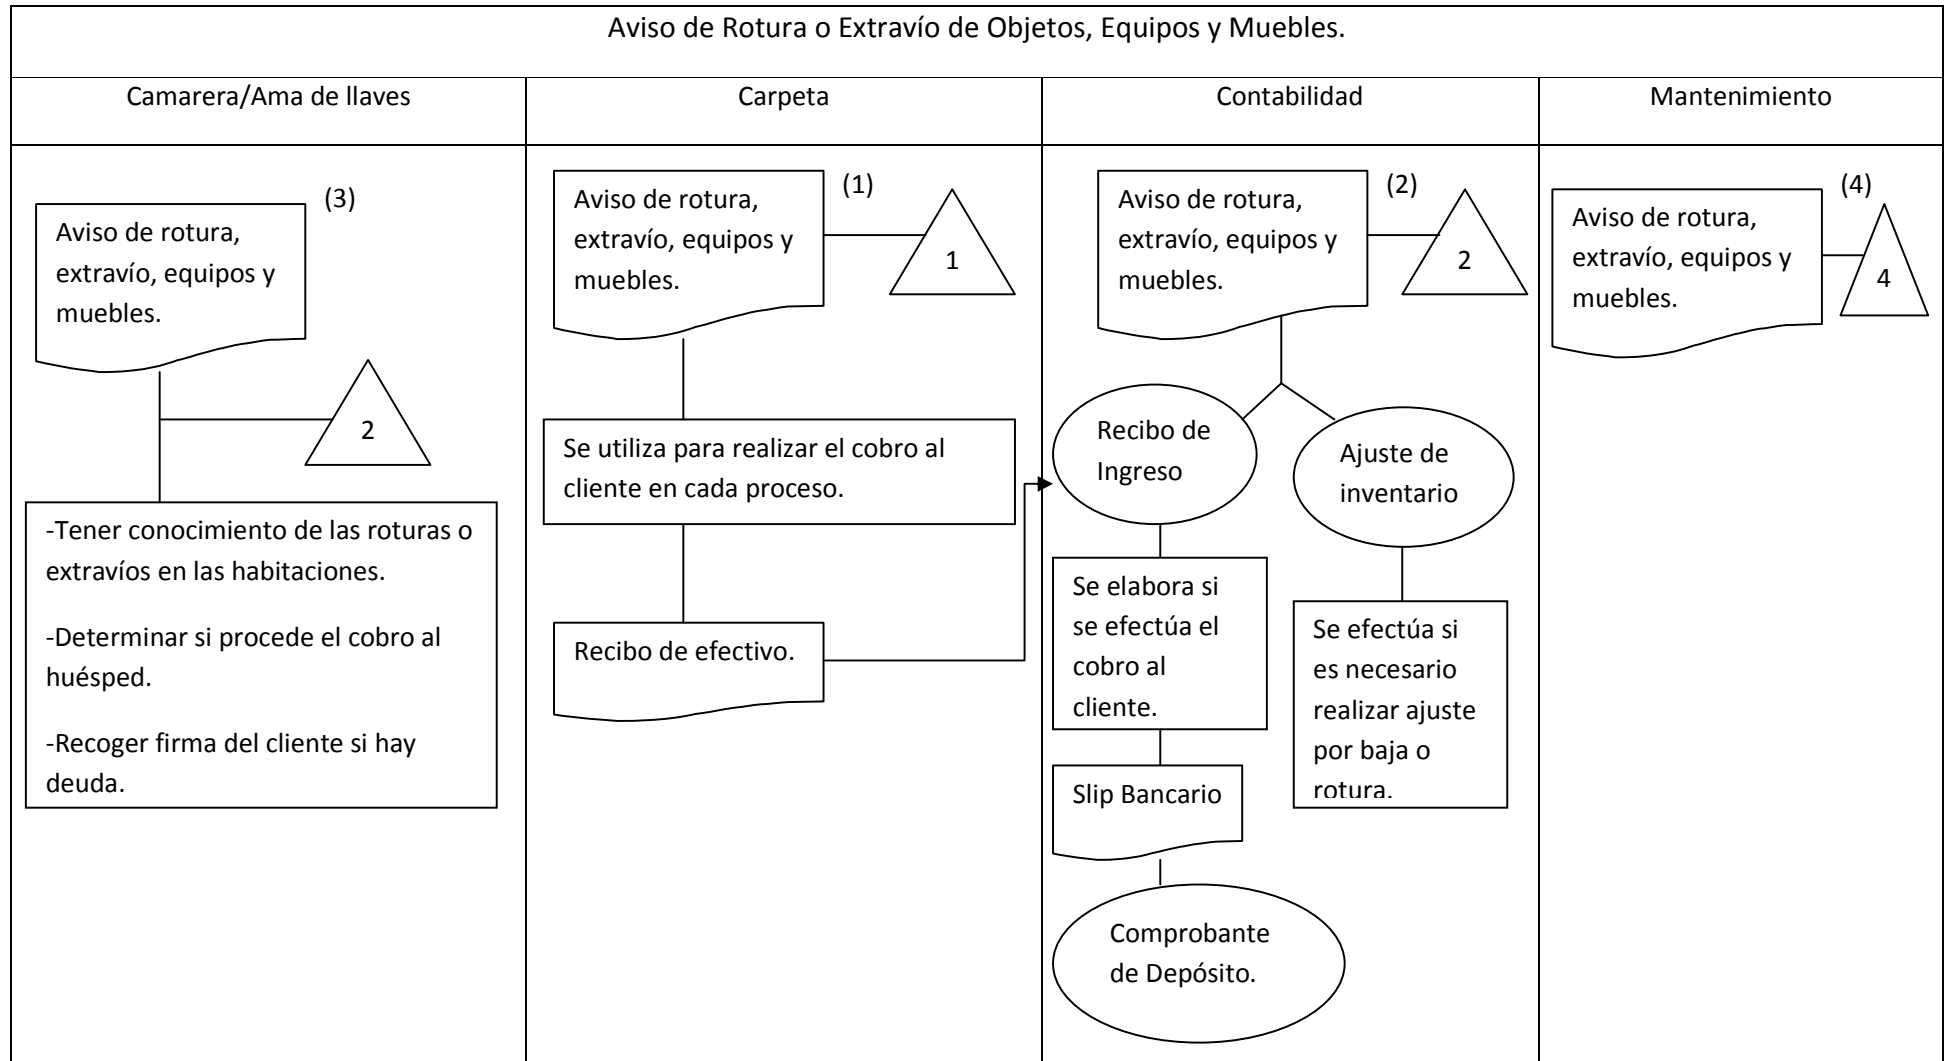 Aviso de Rotura o Extravío de Objetos, Equipos y Muebles.
Camarera/Ama de llaves
Carpeta
Contabilidad
Mantenimiento
(3)
Aviso de rotura,
extravío, equipos y
muebles.
2
-Tener conocimiento de las roturas o
extravíos en las habitaciones.
-Determinar si procede el cobro al
huésped.
-Recoger firma del cliente si hay
deuda.
(1)
Aviso de rotura,
extravío, equipos y
muebles.
1
Se utiliza para realizar el cobro al
cliente en cada proceso.
Recibo de efectivo.
(2)
Aviso de rotura,
extravío, equipos y
muebles.
2
Recibo de
Ingreso
Ajuste de
inventario
Se elabora si
se efectúa el
cobro al
cliente.
Se efectúa si
es necesario
realizar ajuste
por baja o
rotura.
Slip Bancario
Comprobante
de Depósito.
(4)
Aviso de rotura,
extravío, equipos y
muebles.
4